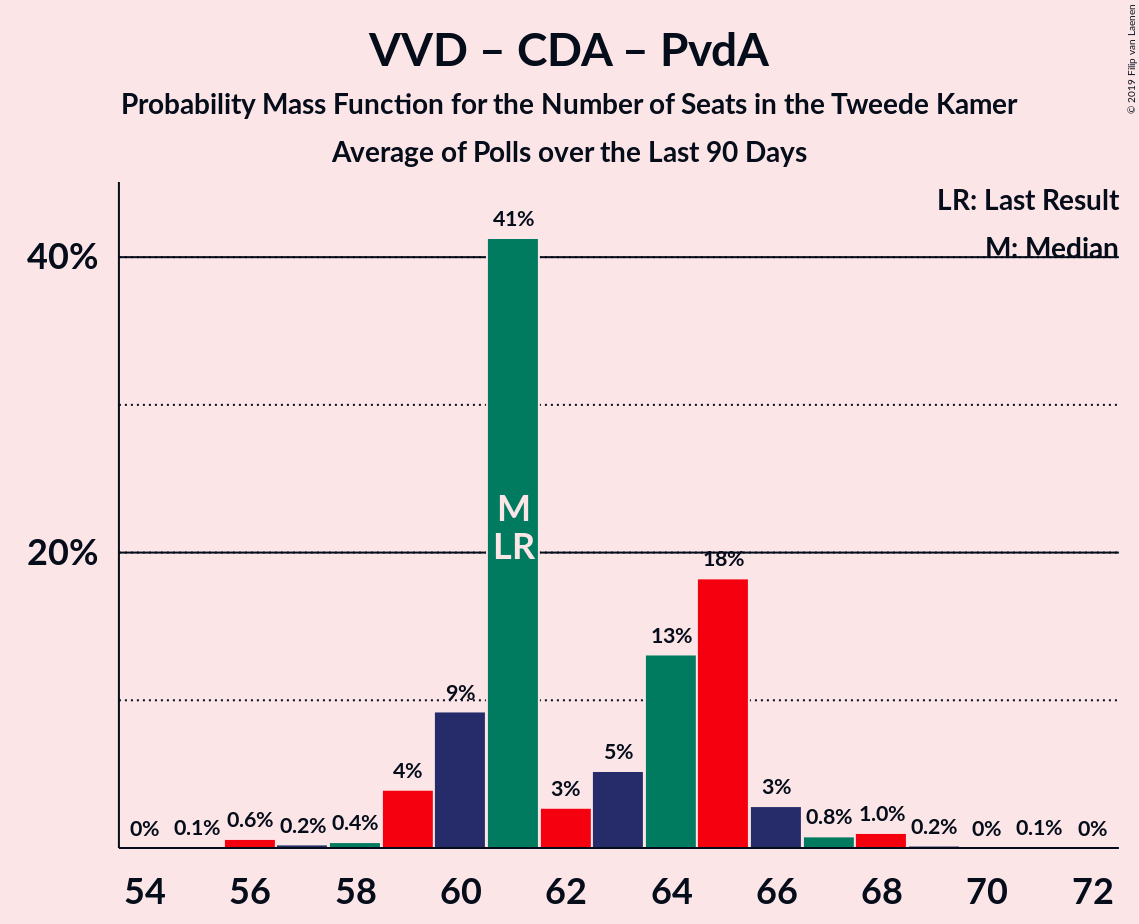 VVD – CDA – PvdA
Probability Mass Function for the Number of Seats in the Tweede Kamer
Average of Polls over the Last 90 Days
© 2019 Filip van Laenen
LR: Last Result
M: Median
40%
20%
0%
0.1%
0.6%
0.2%
0.4%
4%
9%
41%
M
LR
3%
5%
13%
18%
3%
0.8%
1.0%
0.2%
0%
0.1%
0%
54 56 58 60 62 64 66 68 70 72